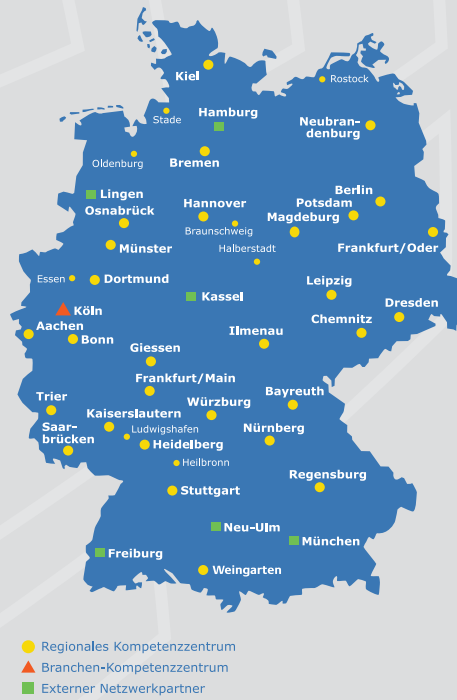 Kiel
Rostock
Stade
Hamburg
Neubran-
denburg
Oldenburg
Bremen
Lingen
Osnabrück
Hannover
Berlin
Potsdam
Magdeburg
Braunschweig
Münster
Halberstadt
Frankfurt/Oder
Essen
Dortmund
Leipzig
Kassel
Dresden
Köln
Chemnitz
Aachen
Bonn
Ilmenau
Giessen
Frankfurt/Main
Trier
Bayreuth
Würzburg
Kaiserslautern
Saar-
brücken
Ludwigshafen
Nürnberg
Heidelberg
Heilbronn
Regensburg
Stuttgart
Neu-Ulm
München
Freiburg
Weingarten
Regionales Kompetenzzentrum
Branchen-Kompetenzzentrum
Externer Netzwerkpartner